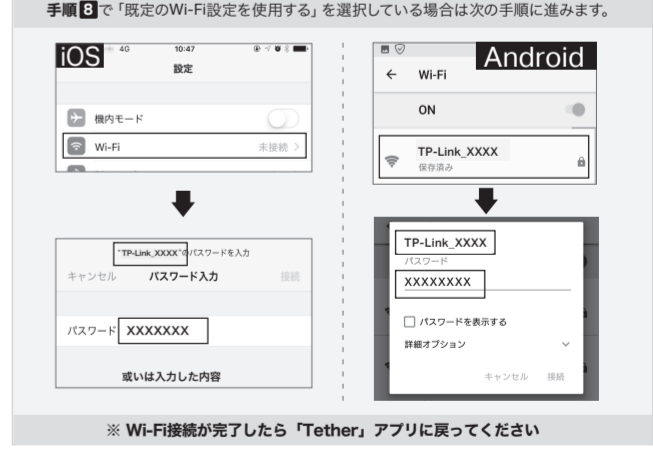 手順8で「既定のWi-Fi設定を使用する」を選択している場合は次の手順に進みます。
iOS
4G 10:47
設定
機内モード
Wi-Fi 未接続
"TP-Link_XXXX"のパスワードを入力
キャンセル パスワード入力 接続
パスワード XXXXXXX
或いは入力した内容
Android
Wi-Fi
ON
TP-Link_XXXX
保存済み
TP-Link_XXXX
パスワード
XXXXXXXX
パスワードを表示する
詳細オプション
キャンセル 接続
※ Wi-Fi接続が完了したら「Tether」アプリに戻ってください